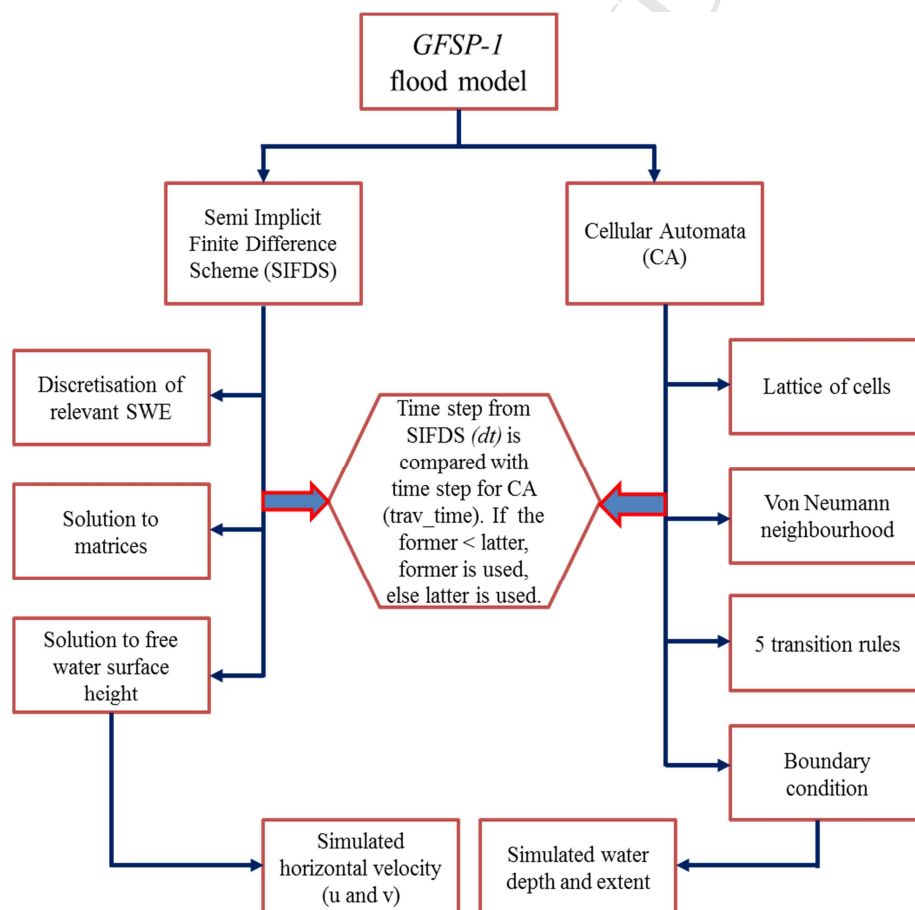 GFSP-1
flood model
Semi Implicit
Finite Difference
Scheme (SIFDS)
Cellular Automata
(CA)
Discretisation of
relevant SWE
Solution to
matrices
Solution to free
water surface
height
Time step from
SIFDS (dt) is
compared with
time step for CA
(trav_time). If the
former < latter,
former is used,
else latter is used.
Lattice of cells
Von Neumann
neighbourhood
5 transition rules
Boundary
condition
Simulated
horizontal velocity
(u and v)
Simulated water
depth and extent